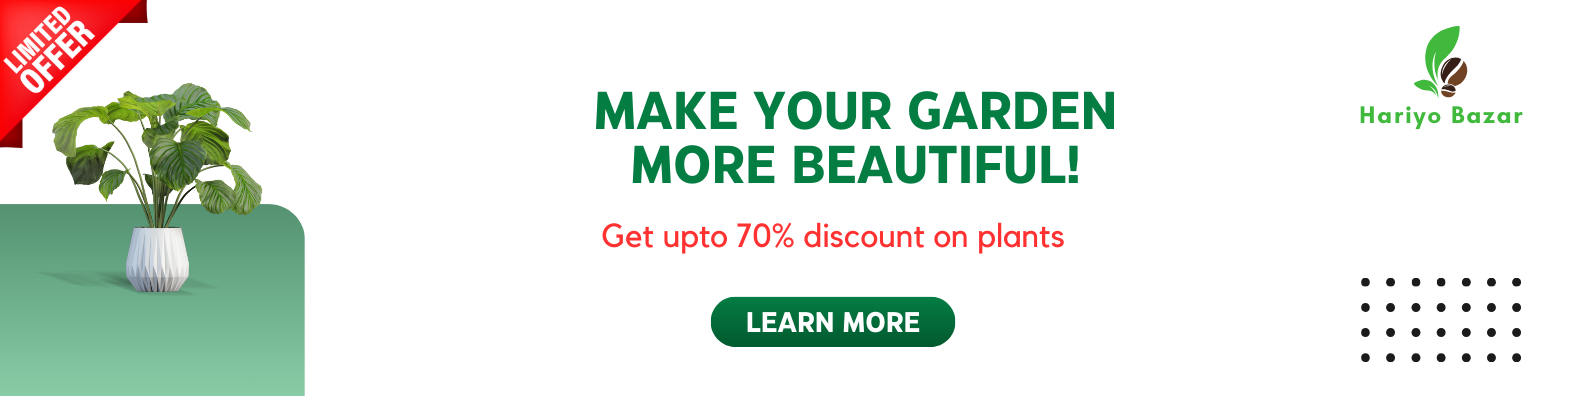 LIMITED
OFFER
MAKE YOUR GARDEN
MORE BEAUTIFUL!
Get upto 70% discount on plants
LEARN MORE
Hariyo Bazar